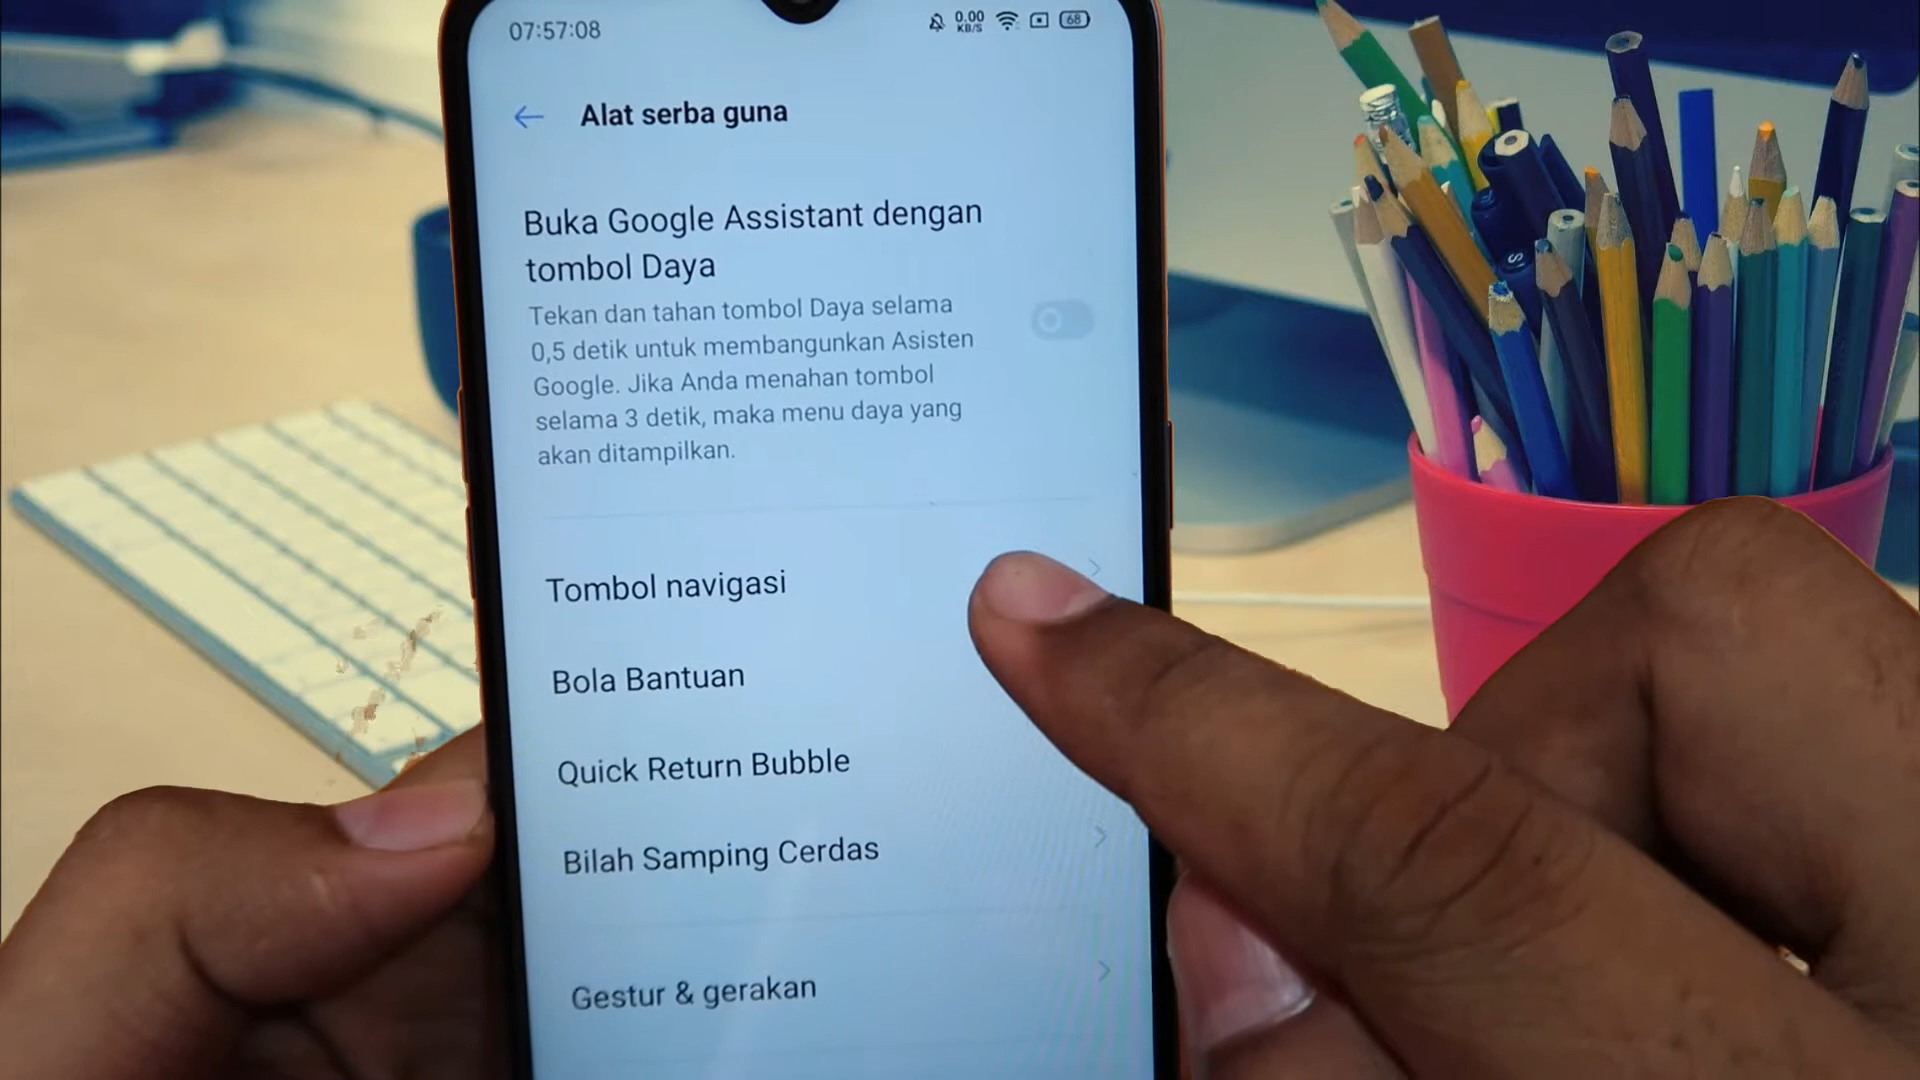 07:57:08
0.00
KB/S
68
Alat serba guna
Buka Google Assistant dengan
tombol Daya
Tekan dan tahan tombol Daya selama
0,5 detik untuk membangunkan Asisten
Google. Jika Anda menahan tombol
selama 3 detik, maka menu daya yang
akan ditampilkan.
Tombol navigasi
Bola Bantuan
Quick Return Bubble
Bilah Samping Cerdas
Gestur & gerakan